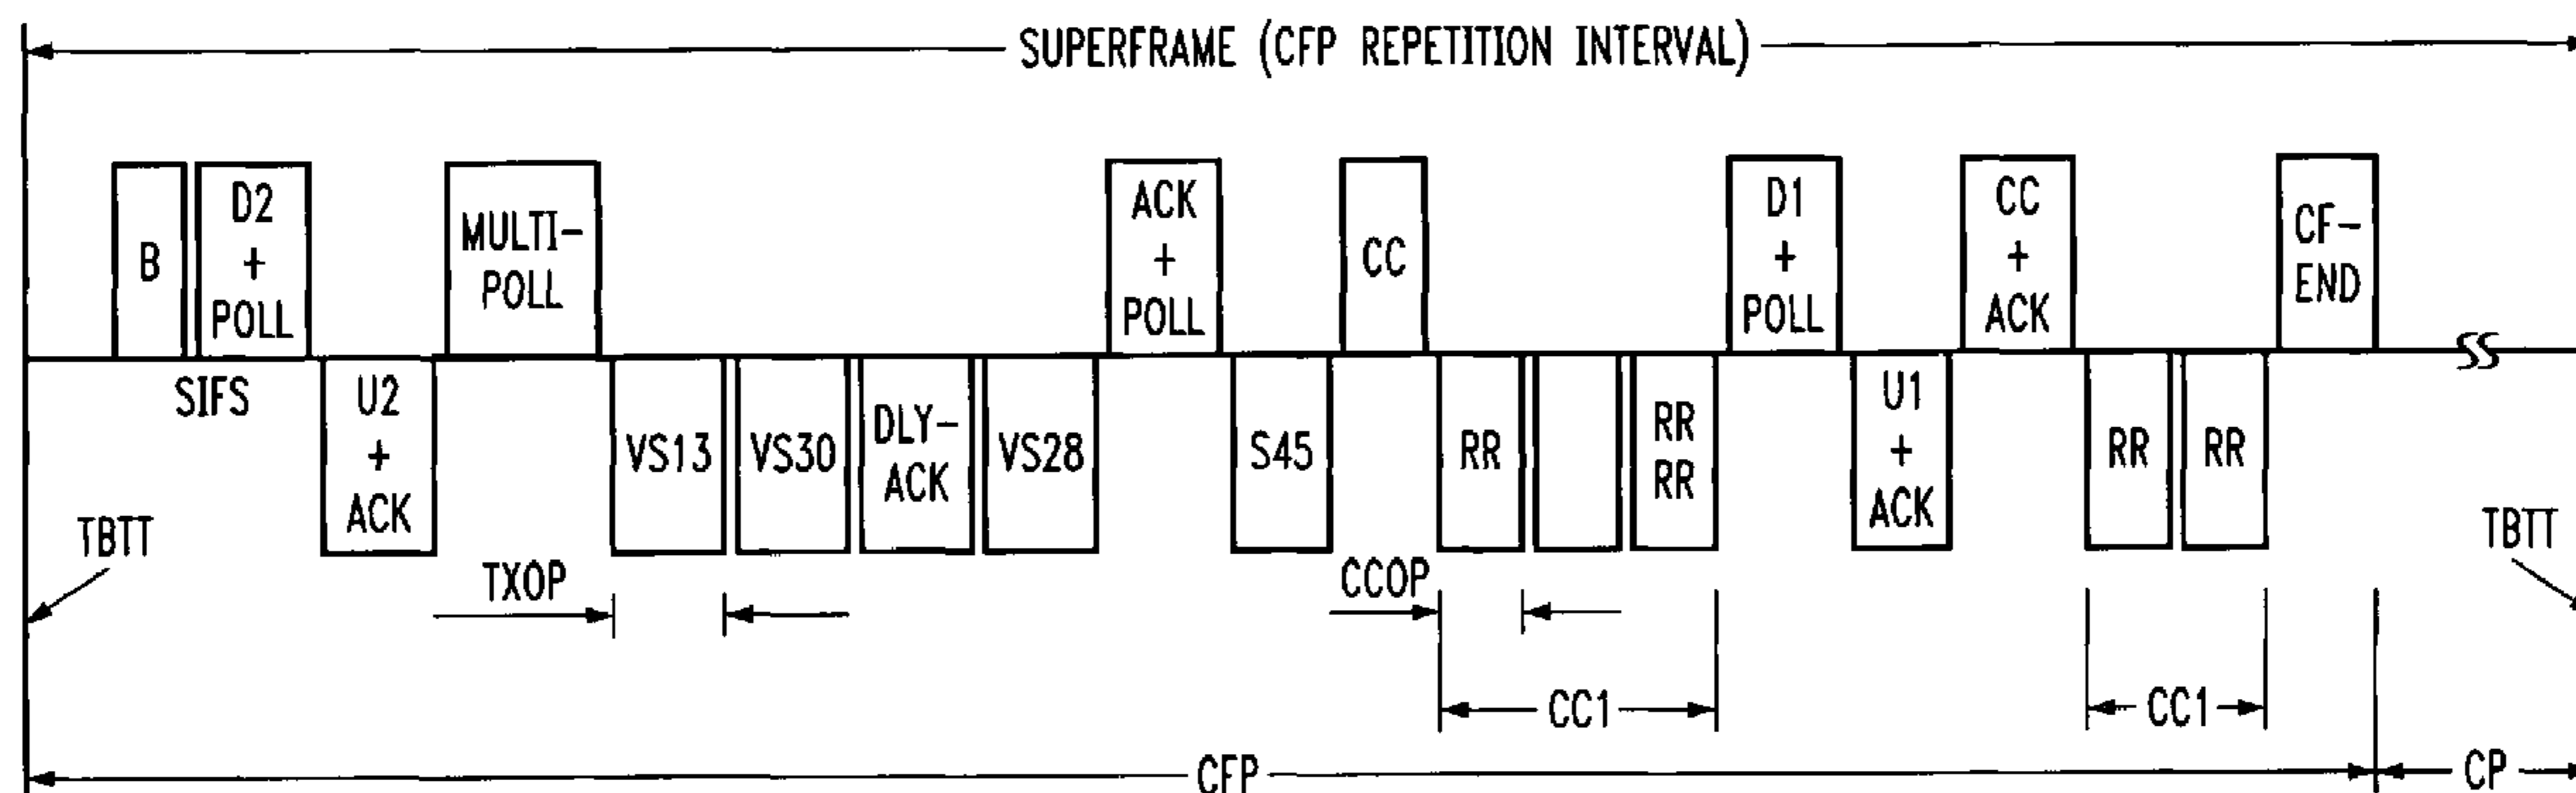 SUPERFRAME (CFP REPETITION INTERVAL)
B
D2
+
POLL
MULTI-
POLL
ACK
+
POLL
CC
D1
+
POLL
CC
+
ACK
CF-
END
SIFS
U2
+
ACK
VS13
VS30
DLY-
ACK
VS28
S45
RR
RR
RR
U1
+
ACK
RR
RR
TBTT
TXOP
CCOP
TBTT
CC1
CC1
CFP
CP